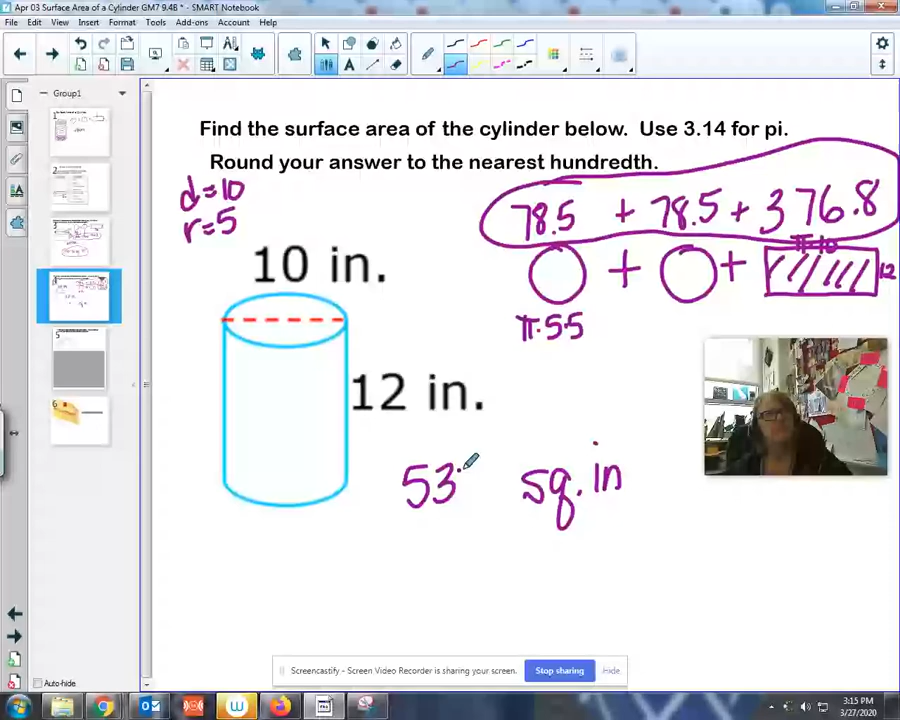 Apr 03 Surface Area of a Cylinder GM7 9.4B * - SMART Notebook
File Edit View Insert Format Tools Add-ons Account Help
Group1
Find the surface area of the cylinder below. Use 3.14 for pi.
Round your answer to the nearest hundredth.
d=10
r=5
78.5 + 78.5 + 376.8
π·10
+ + 12
π·5·5
10 in.
12 in.
53 sq. in
Auto-hide
Screencastify - Screen Video Recorder is sharing your screen. Stop sharing Hide
3:15 PM
3/27/2020